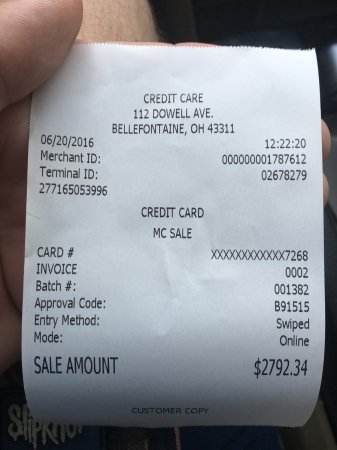 CREDIT CARE
112 DOWELL AVE.
BELLEFONTAINE, OH 43311
06/20/2016 12:22:20
Merchant ID: 000000001787612
Terminal ID: 02678279
277165053996
CREDIT CARD
MC SALE
CARD # XXXXXXXXXXXX7268
INVOICE 0002
Batch #: 001382
Approval Code: B91515
Entry Method: Swiped
Mode: Online
SALE AMOUNT $2792.34
CUSTOMER COPY
SLIPKNOT